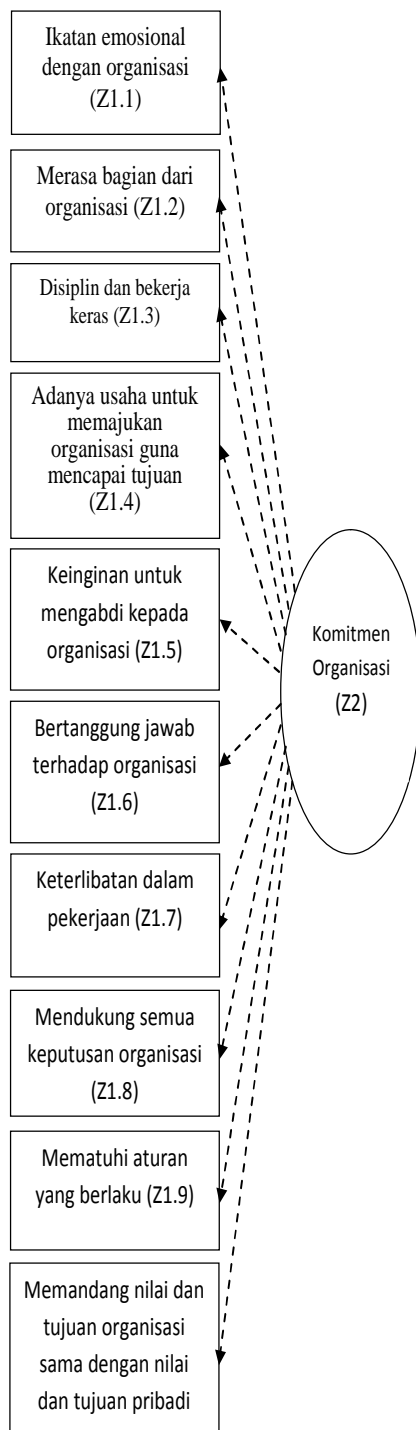 Ikatan emosional
dengan organisasi
(Z1.1)
Merasa bagian dari
organisasi (Z1.2)
Disiplin dan bekerja
keras (Z1.3)
Adanya usaha untuk
memajukan
organisasi guna
mencapai tujuan
(Z1.4)
Keinginan untuk
mengabdi kepada
organisasi (Z1.5)
Bertanggung jawab
terhadap organisasi
(Z1.6)
Keterlibatan dalam
pekerjaan (Z1.7)
Mendukung semua
keputusan organisasi
(Z1.8)
Mematuhi aturan
yang berlaku (Z1.9)
Memandang nilai dan
tujuan organisasi
sama dengan nilai
dan tujuan pribadi
Komitmen
Organisasi
(Z2)